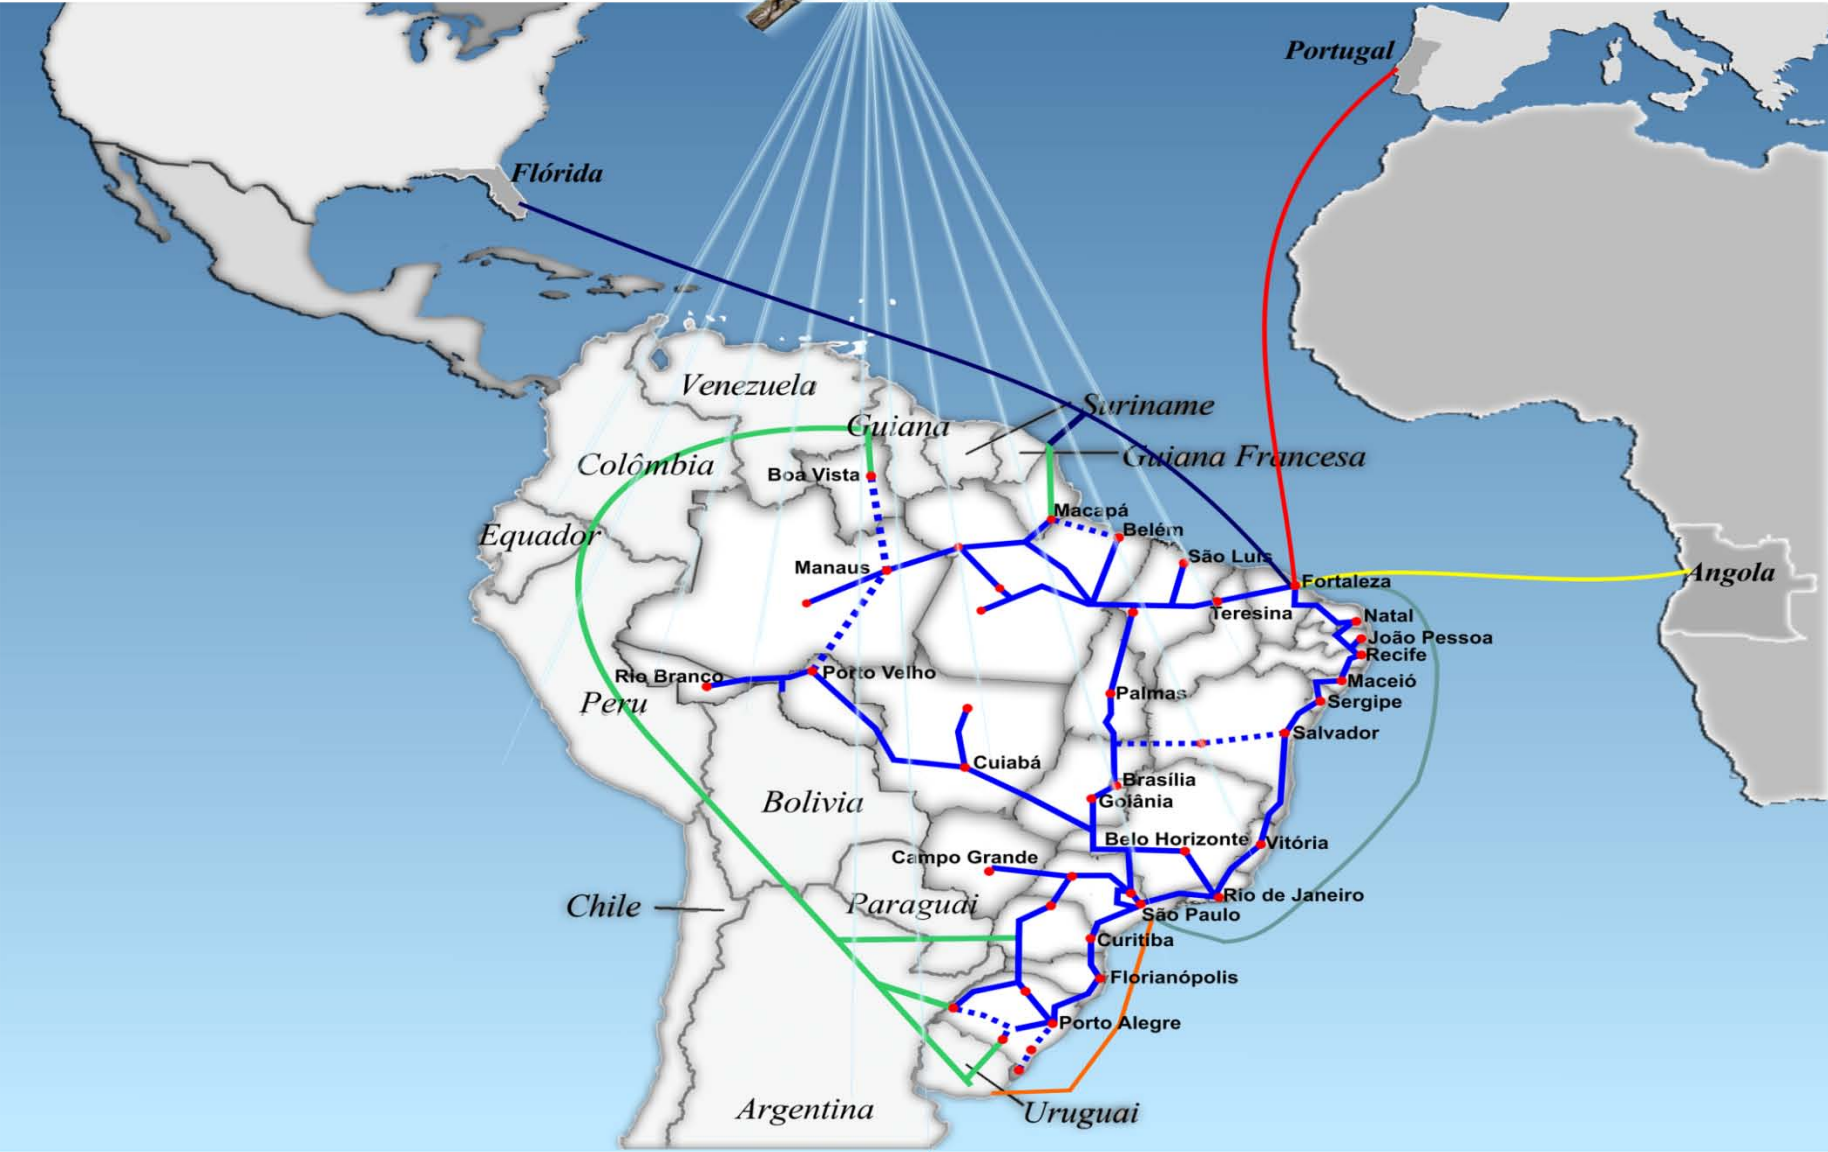 Portugal
Flórida
Venezuela
Suriname
Guiana
Guiana Francesa
Colômbia
Boa Vista
Macapá
Belém
Equador
São Luis
Manaus
Angola
Fortaleza
Teresina
Natal
João Pessoa
Recife
Rio Branco
Porto Velho
Maceió
Palmas
Peru
Sergipe
Salvador
Cuiabá
Brasília
Bolivia
Goiânia
Belo Horizonte
Vitória
Campo Grande
Rio de Janeiro
Chile
Paraguai
São Paulo
Curitiba
Florianópolis
Porto Alegre
Argentina
Uruguai